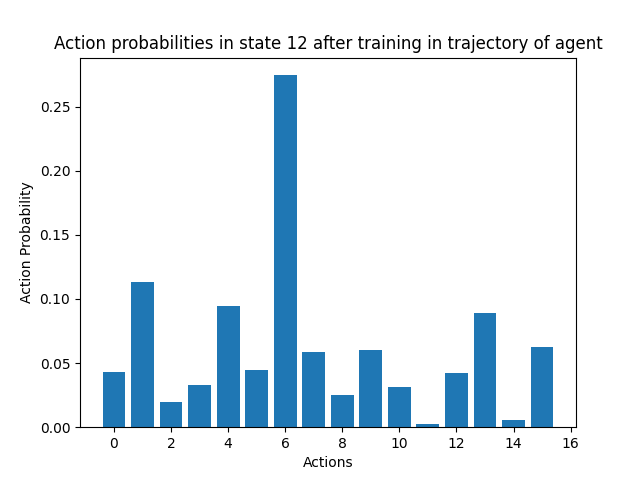 Action probabilities in state 12 after training in trajectory of agent
Action Probability
0.25
0.20
0.15
0.10
0.05
0.00
0 2 4 6 8 10 12 14 16
Actions